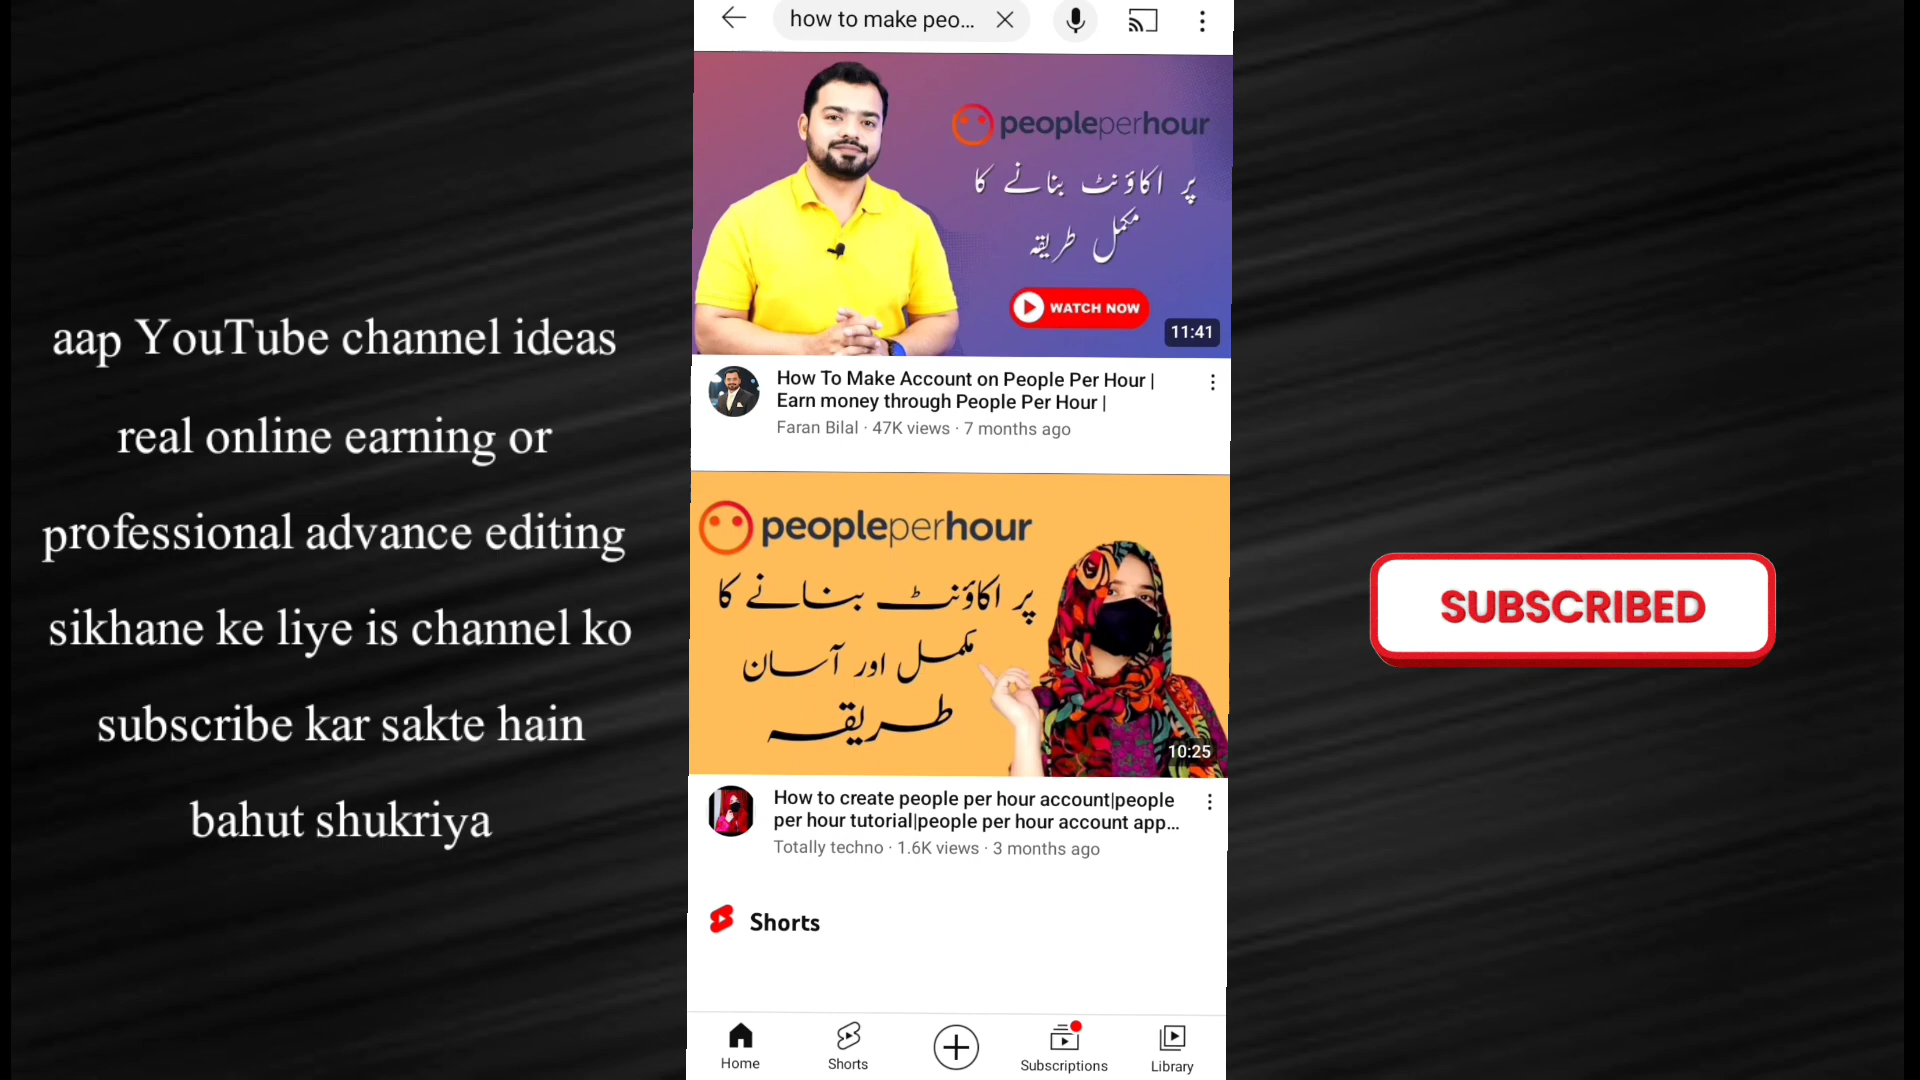 aap YouTube channel ideas
real online earning or
professional advance editing
sikhane ke liye is channel ko
subscribe kar sakte hain
bahut shukriya
how to make peo...
peopleperhour
پر اکاؤنٹ بنانے کا
مکمل طریقہ
WATCH NOW
11:41
How To Make Account on People Per Hour |
Earn money through People Per Hour |
Faran Bilal · 47K views · 7 months ago
peopleperhour
پر اکاؤنٹ بنانے کا
مکمل اور آسان
طریقہ
10:25
How to create people per hour account|people
per hour tutorial|people per hour account app...
Totally techno · 1.6K views · 3 months ago
Shorts
Home
Shorts
Subscriptions
Library
SUBSCRIBED